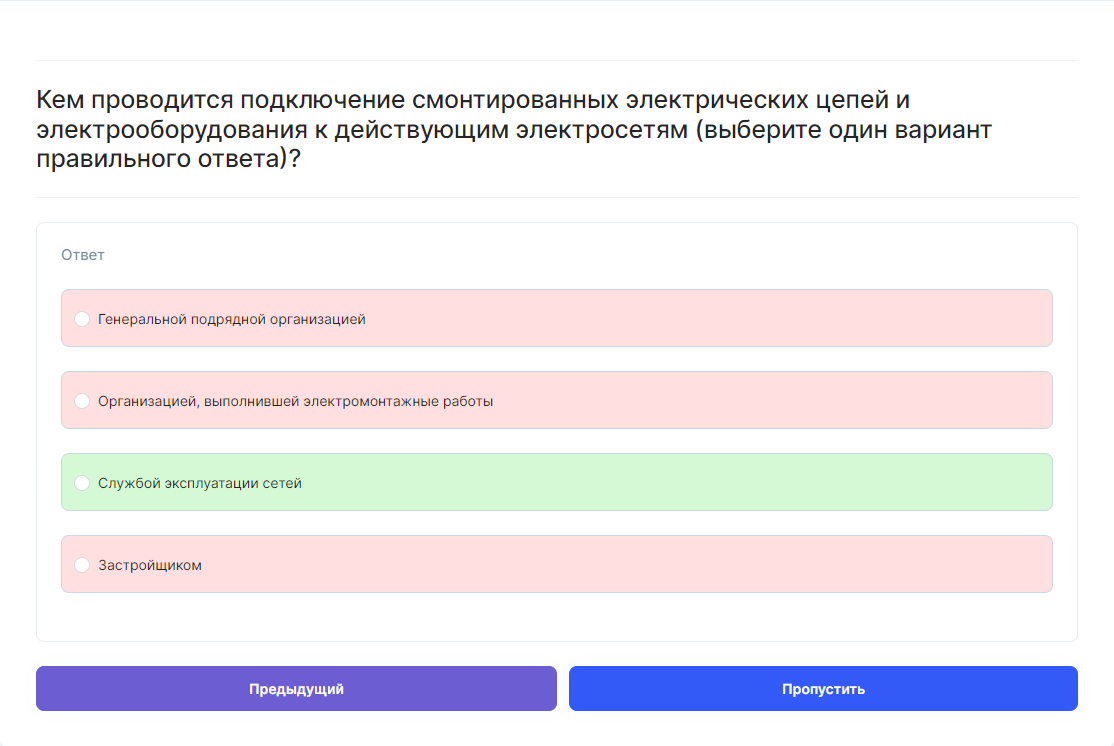 Кем проводится подключение смонтированных электрических цепей и
электрооборудования к действующим электросетям (выберите один вариант
правильного ответа)?
Ответ
Генеральной подрядной организацией
Организацией, выполнившей электромонтажные работы
Службой эксплуатации сетей
Застройщиком
Предыдущий
Пропустить